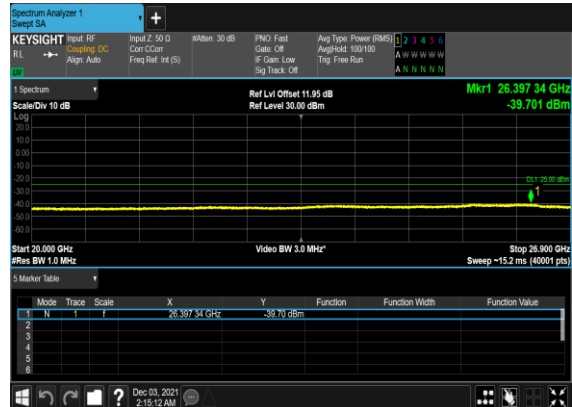 Spectrum Analyzer 1
Swept SA
+
KEYSIGHT Input: RF Input Z: 50 Ω #Atten: 30 dB PNO: Fast Avg Type: Power (RMS) 1 2 3 4 5 6
RL Coupling: DC Corr CCorr Gate: Off Avg|Hold: 100/100 A W W W W W
Align: Auto Freq Ref: Int (S) IF Gain: Low Trig: Free Run
Sig Track: Off A N N N N N
1 Spectrum Ref Lvl Offset 11.95 dB Mkr1 26.397 34 GHz
Scale/Div 10 dB Ref Level 30.00 dBm -39.701 dBm
Log
20.0
10.0
0.00
-10.0
-20.0 DL1 -25.00 dBm
-30.0 1
-40.0
-50.0
-60.0
Start 20.000 GHz Video BW 3.0 MHz* Stop 26.900 GHz
#Res BW 1.0 MHz Sweep ~15.2 ms (40001 pts)
5 Marker Table
Mode Trace Scale X Y Function Function Width Function Value
1 N 1 f 26.397 34 GHz -39.70 dBm
2
3
4
5
6
? Dec 03, 2021
2:15:12 AM